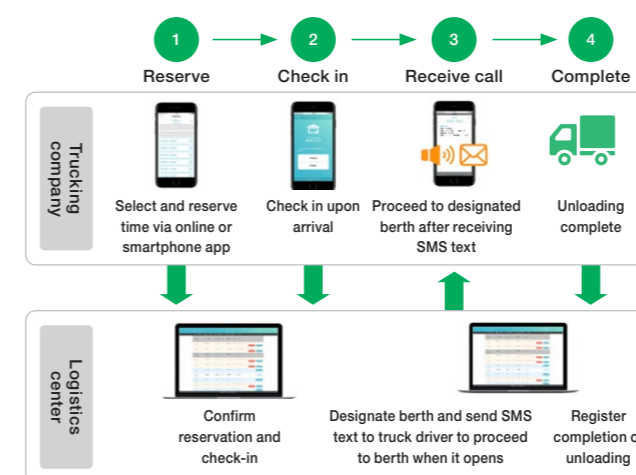 1
2
3
4
Reserve
Check in
Receive call
Complete
Trucking
company
Select and reserve
time via online or
smartphone app
Check in upon
arrival
Proceed to designated
berth after receiving
SMS text
Unloading
complete
Logistics
center
Confirm
reservation and
check-in
Designate berth and send SMS
text to truck driver to proceed
to berth when it opens
Register
completion o
unloading